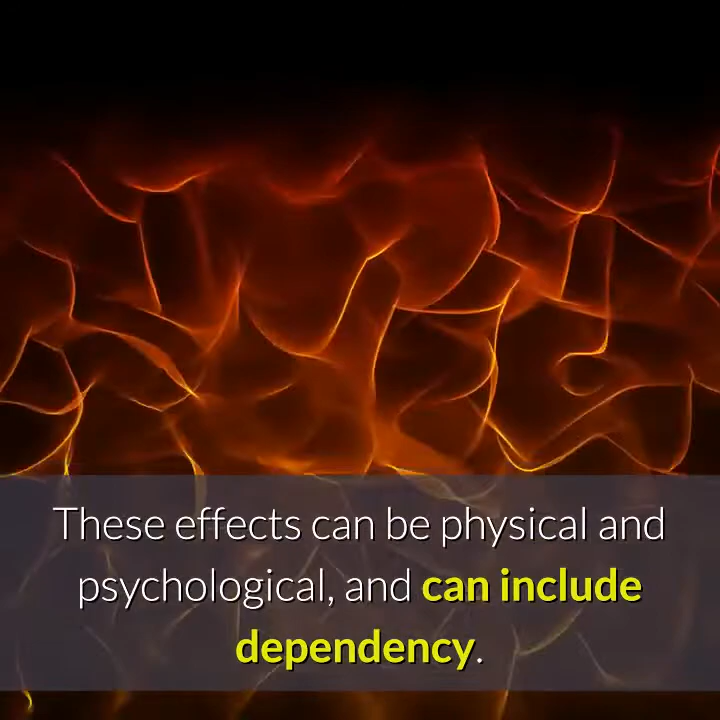 These effects can be physical and
psychological, and can include
dependency.